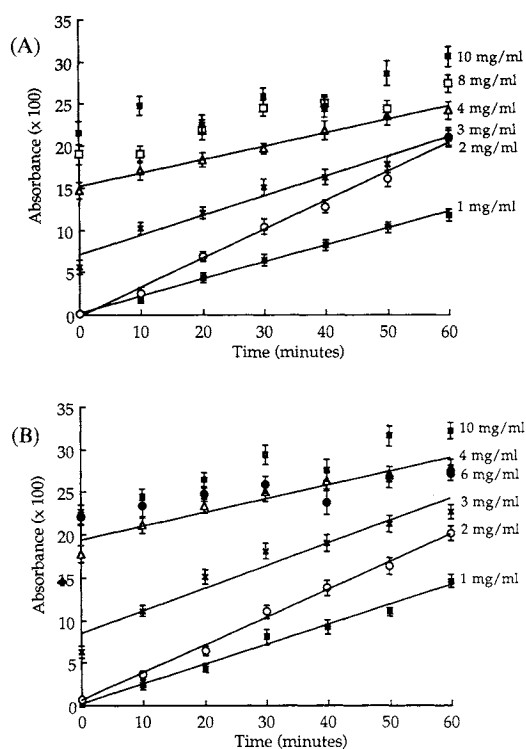 (A)
35
30
25
20
15
10
5
0
Absorbance (x 100)
0 10 20 30 40 50 60
Time (minutes)
10 mg/ml
8 mg/ml
4 mg/ml
3 mg/ml
2 mg/ml
1 mg/ml
(B)
35
30
25
20
15
10
5
0
Absorbance (x 100)
0 10 20 30 40 50 60
Time (minutes)
10 mg/ml
4 mg/ml
6 mg/ml
3 mg/ml
2 mg/ml
1 mg/ml